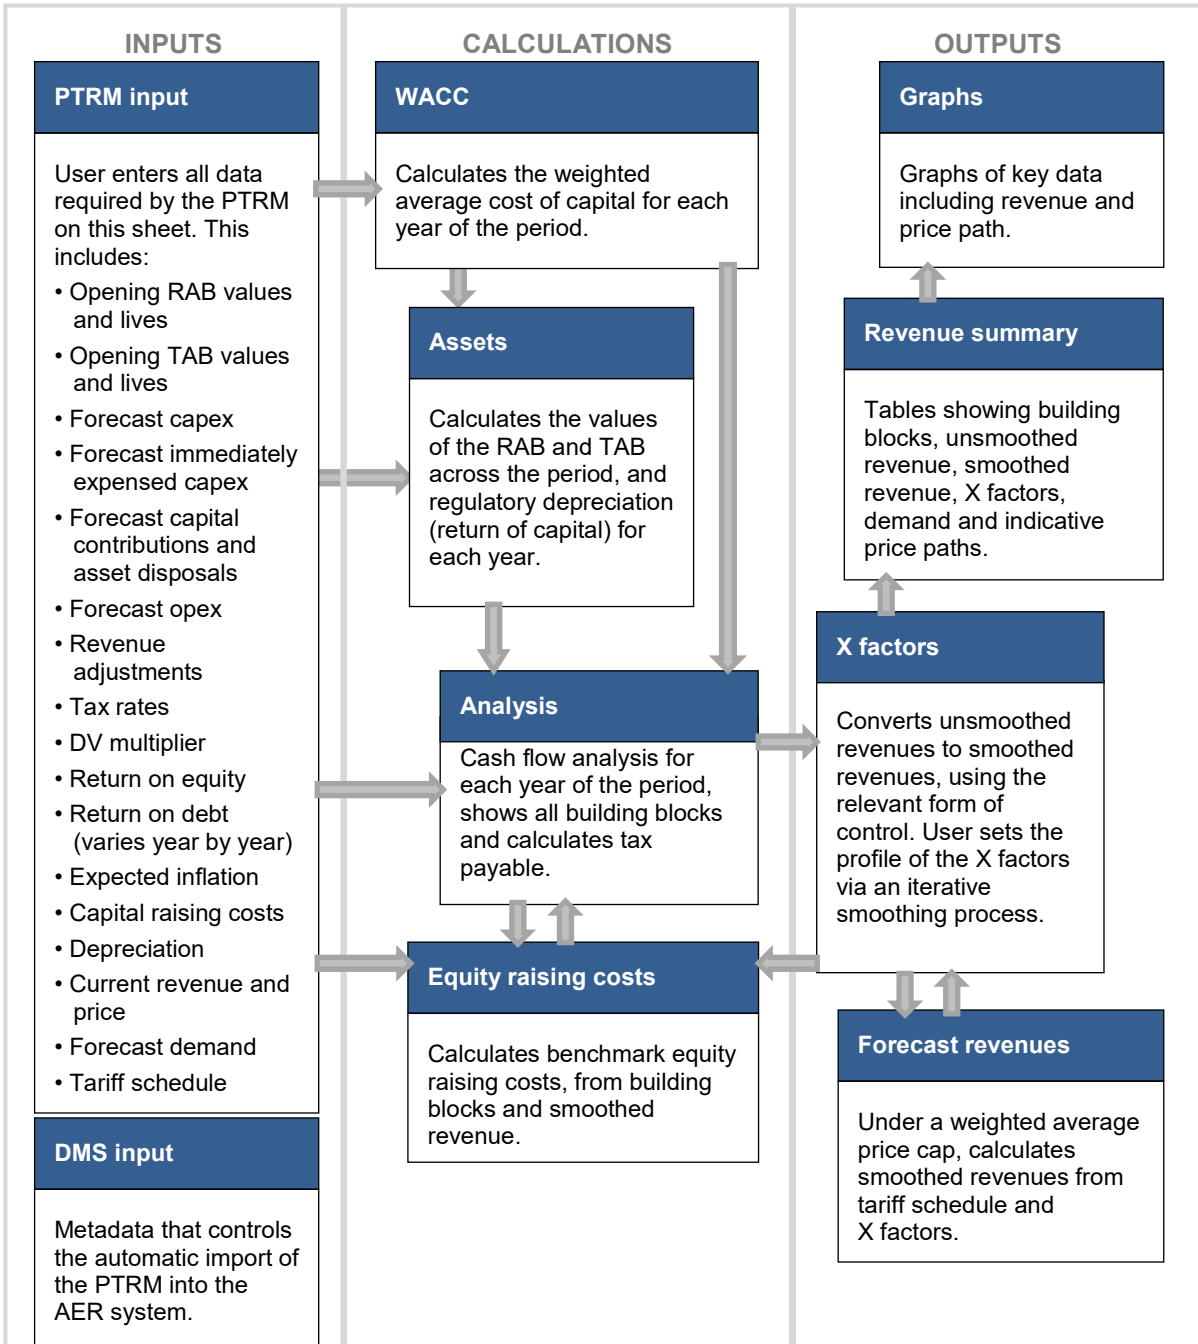 INPUTS
PTRM input
User enters all data
required by the PTRM
on this sheet. This
includes:
• Opening RAB values
and lives
• Opening TAB values
and lives
• Forecast capex
• Forecast immediately
expensed capex
• Forecast capital
contributions and
asset disposals
• Forecast opex
• Revenue
adjustments
• Tax rates
• DV multiplier
• Return on equity
• Return on debt
(varies year by year)
• Expected inflation
• Capital raising costs
• Depreciation
• Current revenue and
price
• Forecast demand
• Tariff schedule
DMS input
Metadata that controls
the automatic import of
the PTRM into the
AER system.
CALCULATIONS
WACC
Calculates the weighted
average cost of capital for each
year of the period.
Assets
Calculates the values
of the RAB and TAB
across the period, and
regulatory depreciation
(return of capital) for
each year.
Analysis
Cash flow analysis for
each year of the period,
shows all building blocks
and calculates tax
payable.
Equity raising costs
Calculates benchmark equity
raising costs, from building
blocks and smoothed
revenue.
OUTPUTS
Graphs
Graphs of key data
including revenue and
price path.
Revenue summary
Tables showing building
blocks, unsmoothed
revenue, smoothed
revenue, X factors,
demand and indicative
price paths.
X factors
Converts unsmoothed
revenues to smoothed
revenues, using the
relevant form of
control. User sets the
profile of the X factors
via an iterative
smoothing process.
Forecast revenues
Under a weighted average
price cap, calculates
smoothed revenues from
tariff schedule and
X factors.